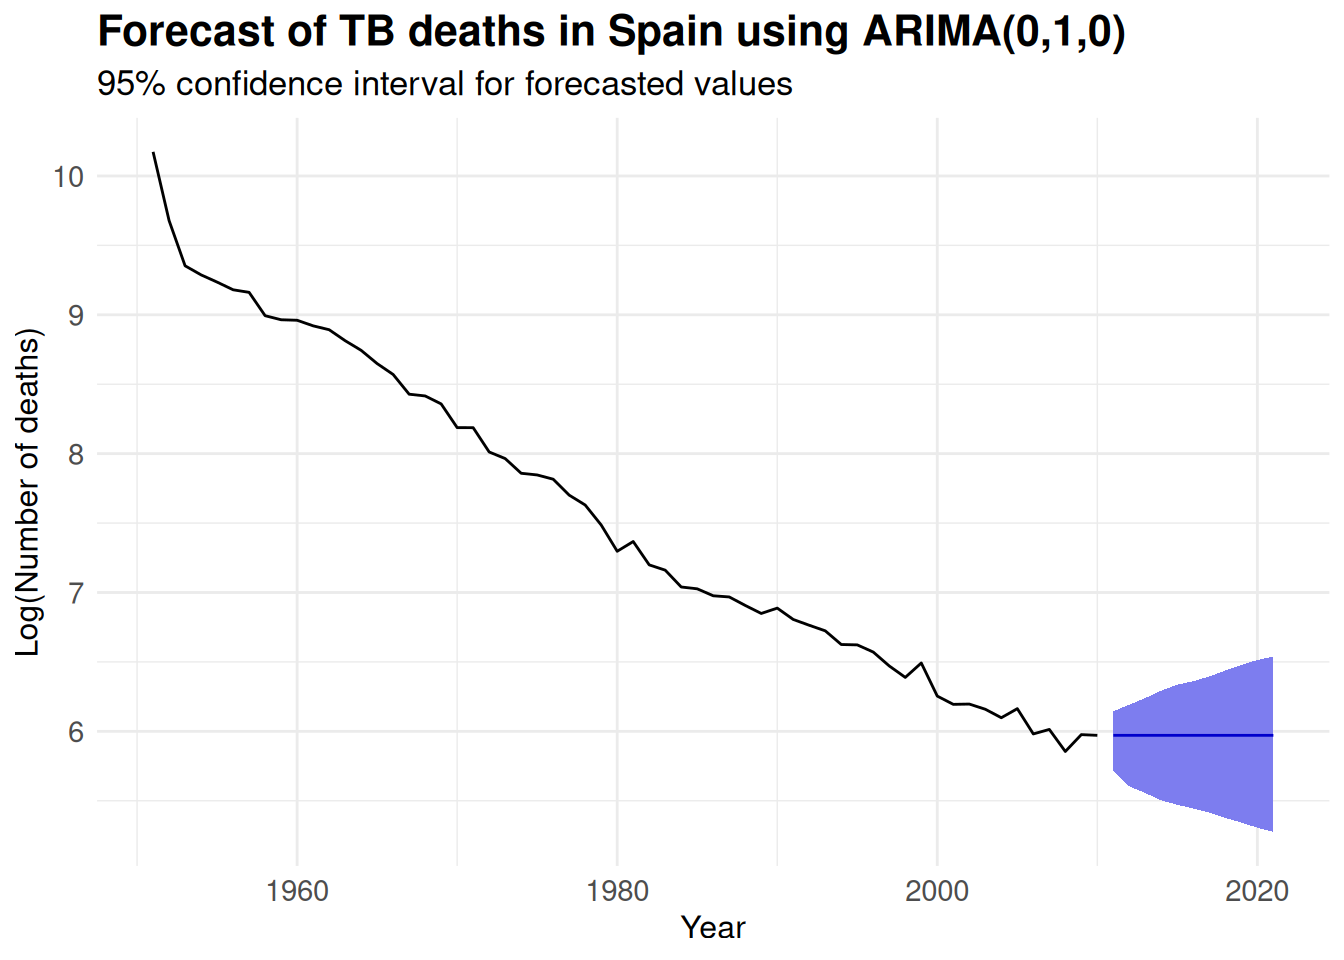 Forecast of TB deaths in Spain using ARIMA(0,1,0)
95% confidence interval for forecasted values
Log(Number of deaths)
10
9
8
7
6
1960
1980
2000
2020
Year